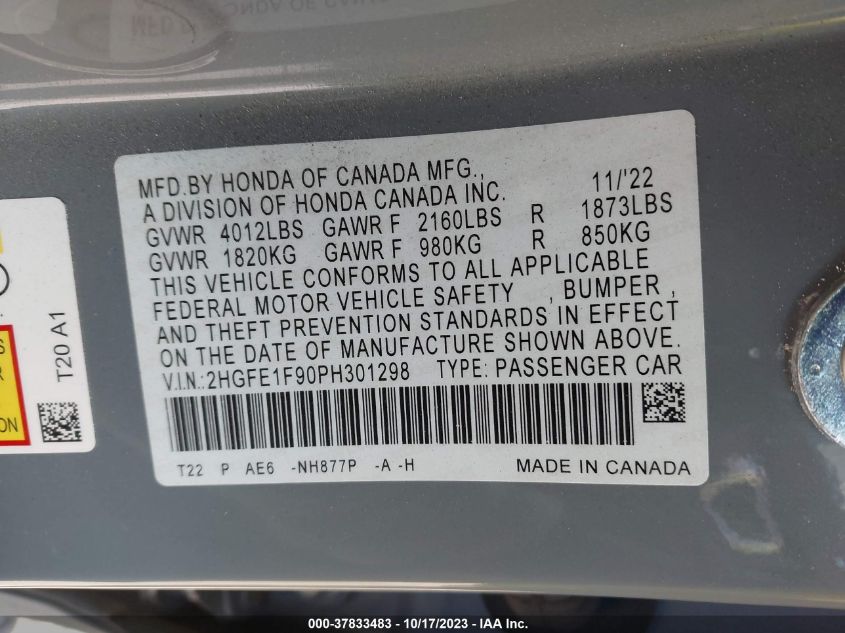 MFD.BY HONDA OF CANADA MFG., 11/'22
A DIVISION OF HONDA CANADA INC.
GVWR 4012LBS GAWR F 2160LBS R 1873LBS
GVWR 1820KG GAWR F 980KG R 850KG
THIS VEHICLE CONFORMS TO ALL APPLICABLE
FEDERAL MOTOR VEHICLE SAFETY , BUMPER ,
AND THEFT PREVENTION STANDARDS IN EFFECT
ON THE DATE OF MANUFACTURE SHOWN ABOVE.
V.I.N.:2HGFE1F90PH301298 TYPE: PASSENGER CAR
T22 P AE6 -NH877P -A -H MADE IN CANADA
T20 A1
000-37833483 - 10/17/2023 - IAA Inc.